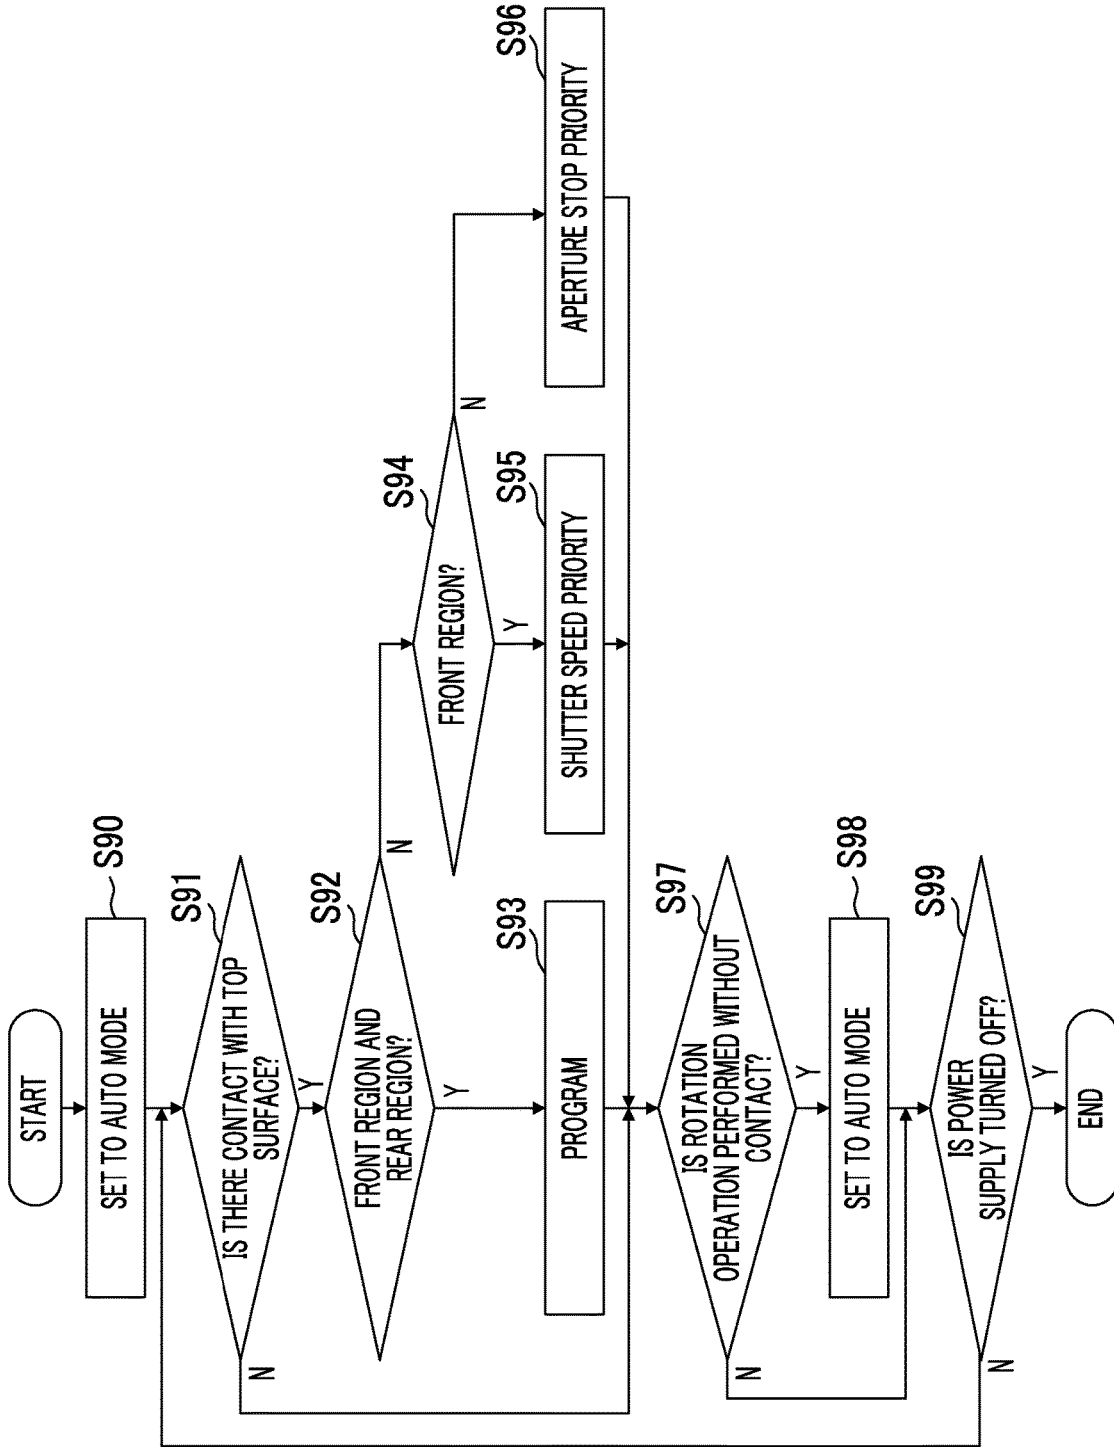 START
S90
SET TO AUTO MODE
S91
IS THERE CONTACT WITH TOP
SURFACE?
N
Y
S92
FRONT REGION AND
REAR REGION?
N
Y
S94
FRONT REGION?
N
Y
S93
PROGRAM
S95
SHUTTER SPEED PRIORITY
S96
APERTURE STOP PRIORITY
S97
IS ROTATION
OPERATION PERFORMED WITHOUT
CONTACT?
N
Y
S98
SET TO AUTO MODE
S99
IS POWER
SUPPLY TURNED OFF?
N
Y
END